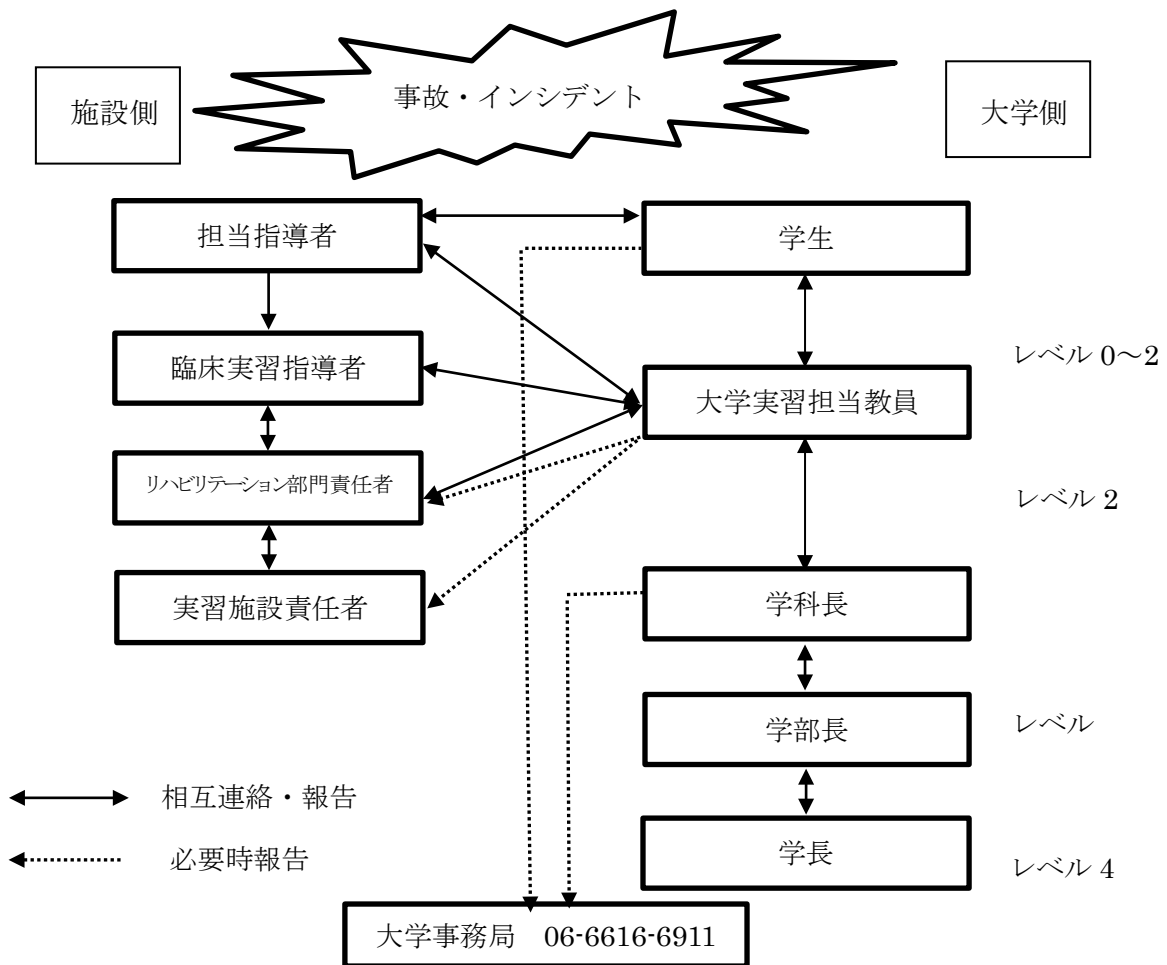 事故・インシデント
施設側
大学側
担当指導者
学生
臨床実習指導者
レベル 0～2
大学実習担当教員
リハビリテーション部門責任者
レベル 2
実習施設責任者
学科長
学部長
レベル
相互連絡・報告
必要時報告
学長
レベル 4
大学事務局 06-6616-6911